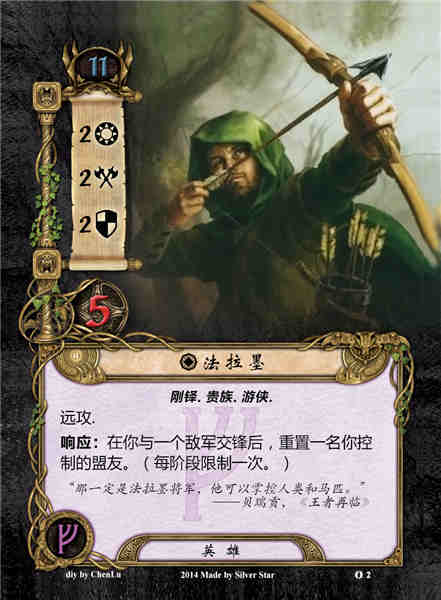 11
2
2
2
5
法拉墨
刚铎. 贵族. 游侠.
远攻.
响应：在你与一个敌军交锋后，重置一名你控
制的盟友。（每阶段限制一次。）
“那一定是法拉墨将军，他可以掌控人类和马匹。”
——贝瑞贡，《王者再临》
英雄
diy by ChenLu
2014 Made by Silver Star
2